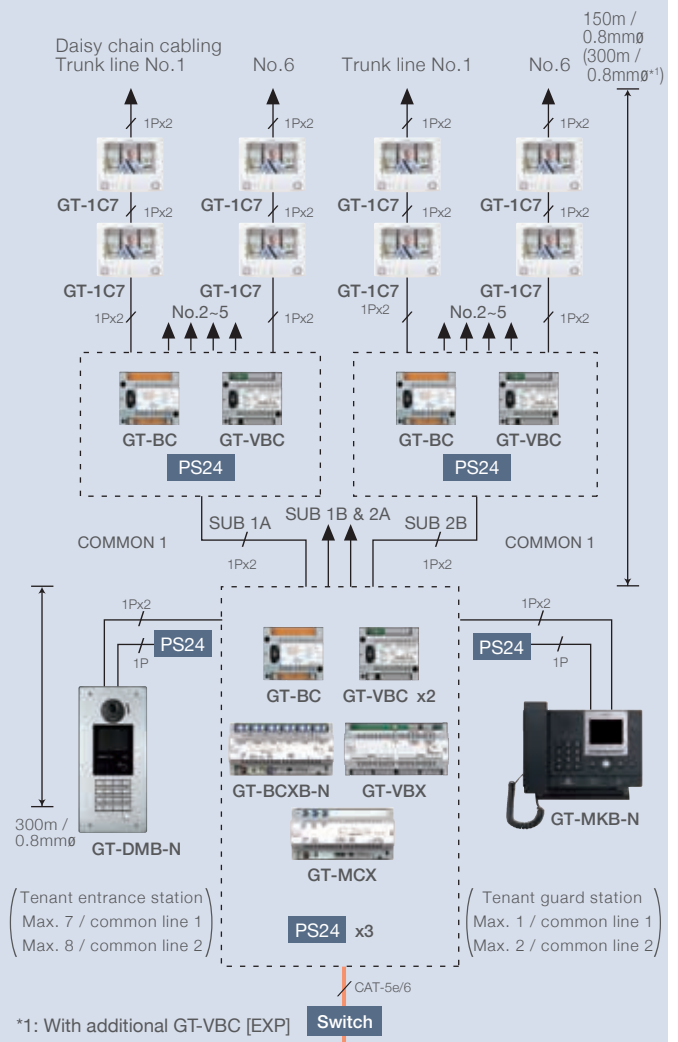 150m /
0.8mmø
(300m /
0.8mmø*1)
Daisy chain cabling
Trunk line No.1 No.6 Trunk line No.1 No.6
1Px2 1Px2 1Px2 1Px2
GT-1C7 GT-1C7 GT-1C7 GT-1C7
1Px2 1Px2 1Px2 1Px2
GT-1C7 GT-1C7 GT-1C7 GT-1C7
1Px2 No.2~5 1Px2 1Px2 No.2~5 1Px2
GT-BC GT-VBC GT-BC GT-VBC
PS24 PS24
SUB 1A SUB 1B & 2A SUB 2B
COMMON 1 COMMON 1
1Px2 1Px2
1Px2 1Px2
PS24 PS24
1P 1P
GT-BC GT-VBC x2
GT-BCXB-N GT-VBX
GT-MCX
300m /
0.8mmø
GT-DMB-N GT-MKB-N
(Tenant entrance station
Max. 7 / common line 1
Max. 8 / common line 2)
(Tenant guard station
Max. 1 / common line 1
Max. 2 / common line 2)
PS24 x3
CAT-5e/6
*1: With additional GT-VBC [EXP] Switch